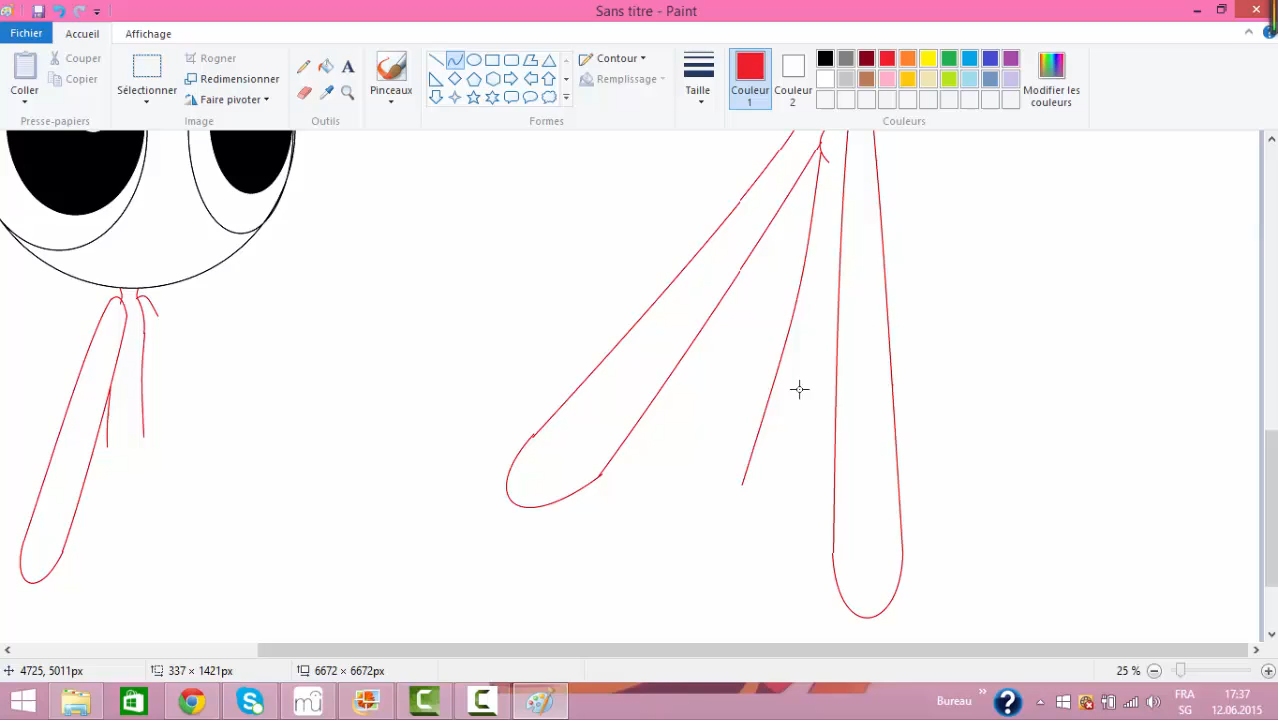 Sans titre - Paint
Fichier Accueil Affichage
Coller
Couper
Copier
Presse-papiers
Sélectionner
Rogner
Redimensionner
Faire pivoter
Image
A
Outils
Pinceaux
Contour
Remplissage
Formes
Taille
Couleur 1
Couleur 2
Modifier les couleurs
Couleurs
4725, 5011px
337 × 1421px
6672 × 6672px
25 %
Bureau
FRA
SG
17:37
12.06.2015